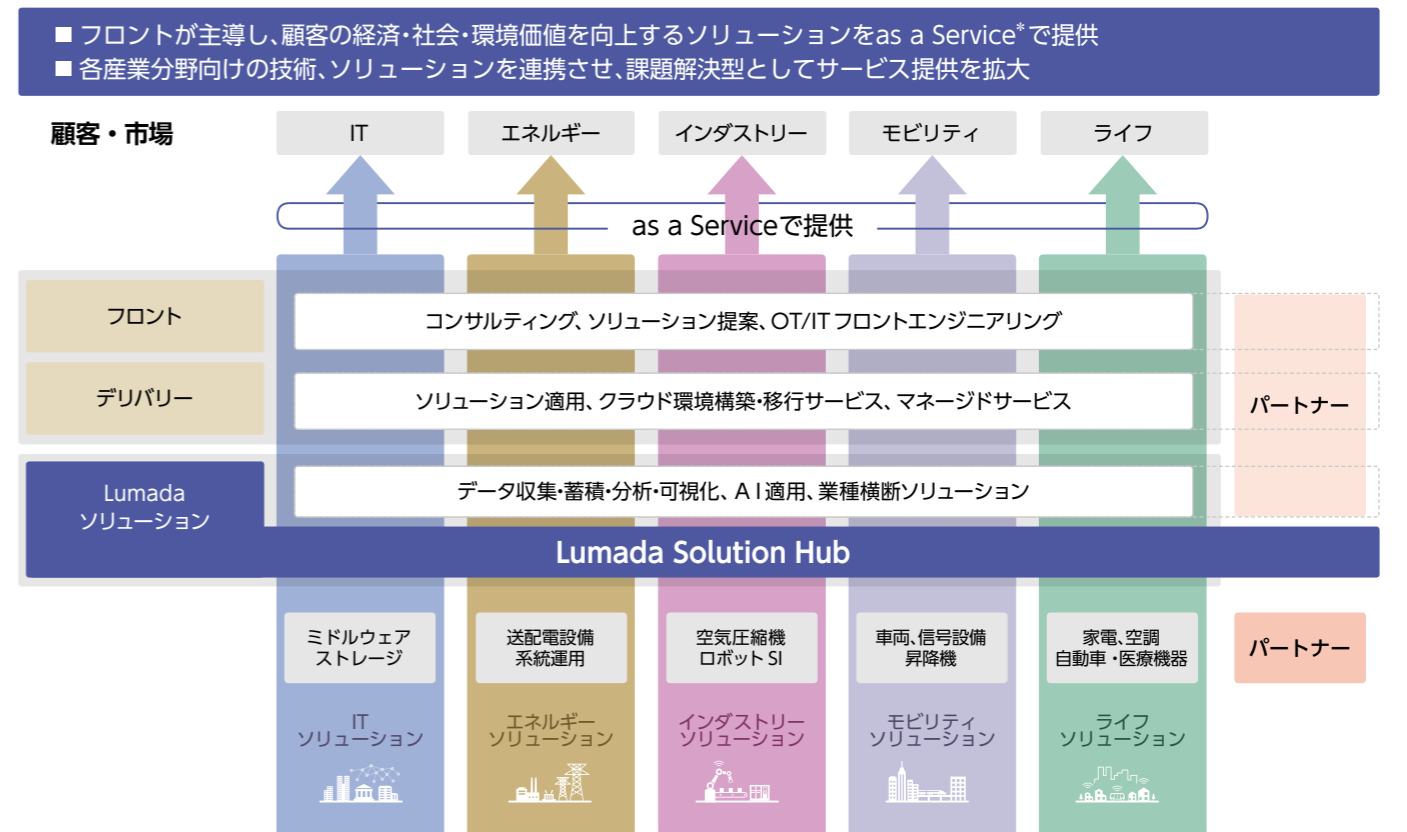 ■ フロントが主導し、顧客の経済・社会・環境価値を向上するソリューションをas a Service*で提供
■ 各産業分野向けの技術、ソリューションを連携させ、課題解決型としてサービス提供を拡大
顧客・市場
IT
エネルギー
インダストリー
モビリティ
ライフ
as a Serviceで提供
フロント
コンサルティング、ソリューション提案、OT/IT フロントエンジニアリング
デリバリー
ソリューション適用、クラウド環境構築・移行サービス、マネージドサービス
パートナー
Lumada
ソリューション
データ収集・蓄積・分析・可視化、AI適用、業種横断ソリューション
Lumada Solution Hub
ミドルウェア
ストレージ
送配電設備
系統運用
空気圧縮機
ロボット SI
車両、信号設備
昇降機
家電、空調
自動車・医療機器
パートナー
IT
ソリューション
エネルギー
ソリューション
インダストリー
ソリューション
モビリティ
ソリューション
ライフ
ソリューション